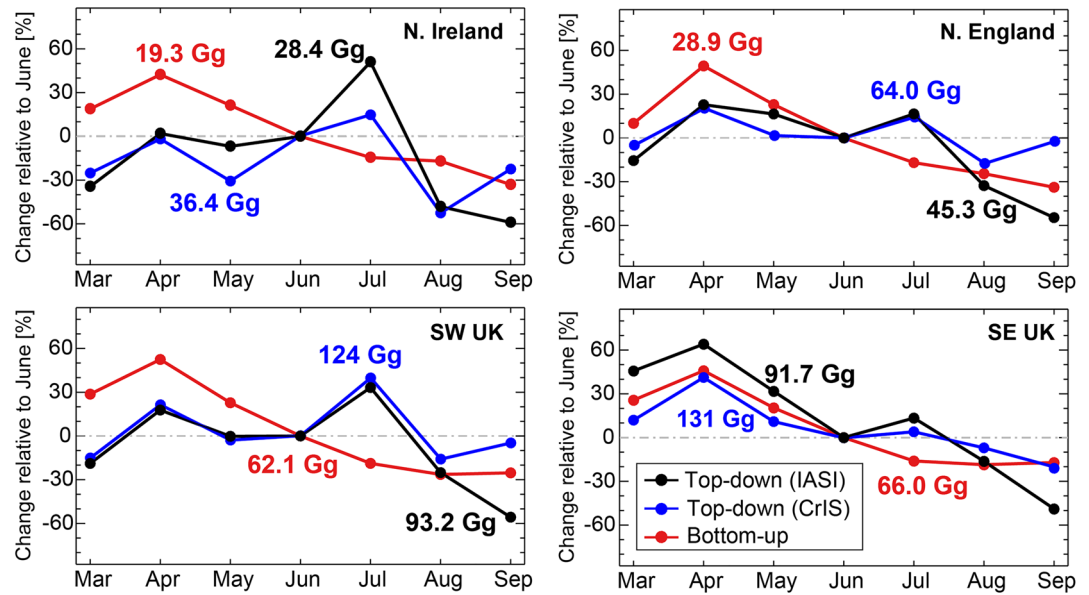 N. Ireland
Change relative to June [%]
60
30
0
-30
-60
19.3 Gg
28.4 Gg
36.4 Gg
Mar Apr May Jun Jul Aug Sep
N. England
Change relative to June [%]
60
30
0
-30
-60
28.9 Gg
64.0 Gg
45.3 Gg
Mar Apr May Jun Jul Aug Sep
SW UK
Change relative to June [%]
60
30
0
-30
-60
124 Gg
62.1 Gg
93.2 Gg
Mar Apr May Jun Jul Aug Sep
SE UK
Change relative to June [%]
60
30
0
-30
-60
91.7 Gg
131 Gg
66.0 Gg
Top-down (IASI)
Top-down (CrIS)
Bottom-up
Mar Apr May Jun Jul Aug Sep